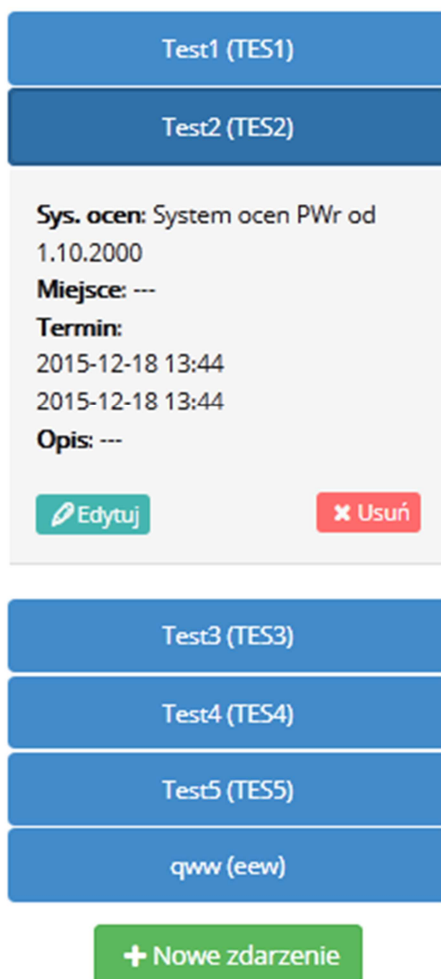 Test1 (TES1)
Test2 (TES2)
Sys. ocen: System ocen PWr od
1.10.2000
Miejsce: ---
Termin:
2015-12-18 13:44
2015-12-18 13:44
Opis: ---
Edytuj
Usuń
Test3 (TES3)
Test4 (TES4)
Test5 (TES5)
qww (eew)
Nowe zdarzenie